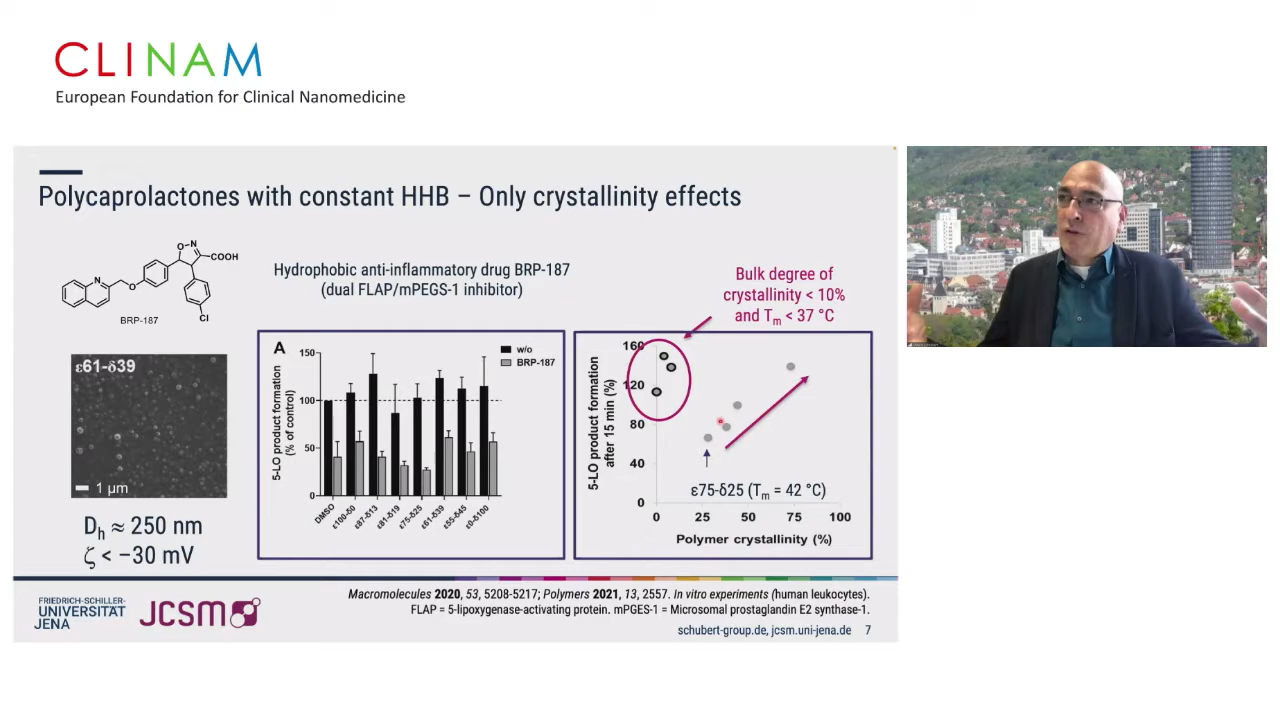 CLINAM
European Foundation for Clinical Nanomedicine
Polycaprolactones with constant HHB – Only crystallinity effects
O
N
COOH
N
O
Cl
BRP-187
Hydrophobic anti-inflammatory drug BRP-187
(dual FLAP/mPEGS-1 inhibitor)
Bulk degree of
crystallinity < 10%
and Tm < 37 °C
ε61-δ39
1 μm
Dh ≈ 250 nm
ζ < −30 mV
A
w/o
BRP-187
5-LO product formation
(% of control)
150
100
50
0
DMSO
ε100-δ0
ε87-δ13
ε81-δ19
ε75-δ25
ε61-δ39
ε55-δ45
ε0-δ100
5-LO product formation
after 15 min (%)
160
120
80
40
0
ε75-δ25 (Tm = 42 °C)
0 25 50 75 100
Polymer crystallinity (%)
FRIEDRICH-SCHILLER-
UNIVERSITÄT
JENA
JCSM
Macromolecules 2020, 53, 5208-5217; Polymers 2021, 13, 2557. In vitro experiments (human leukocytes).
FLAP = 5-lipoxygenase-activating protein. mPGES-1 = Microsomal prostaglandin E2 synthase-1.
schubert-group.de, jcsm.uni-jena.de 7